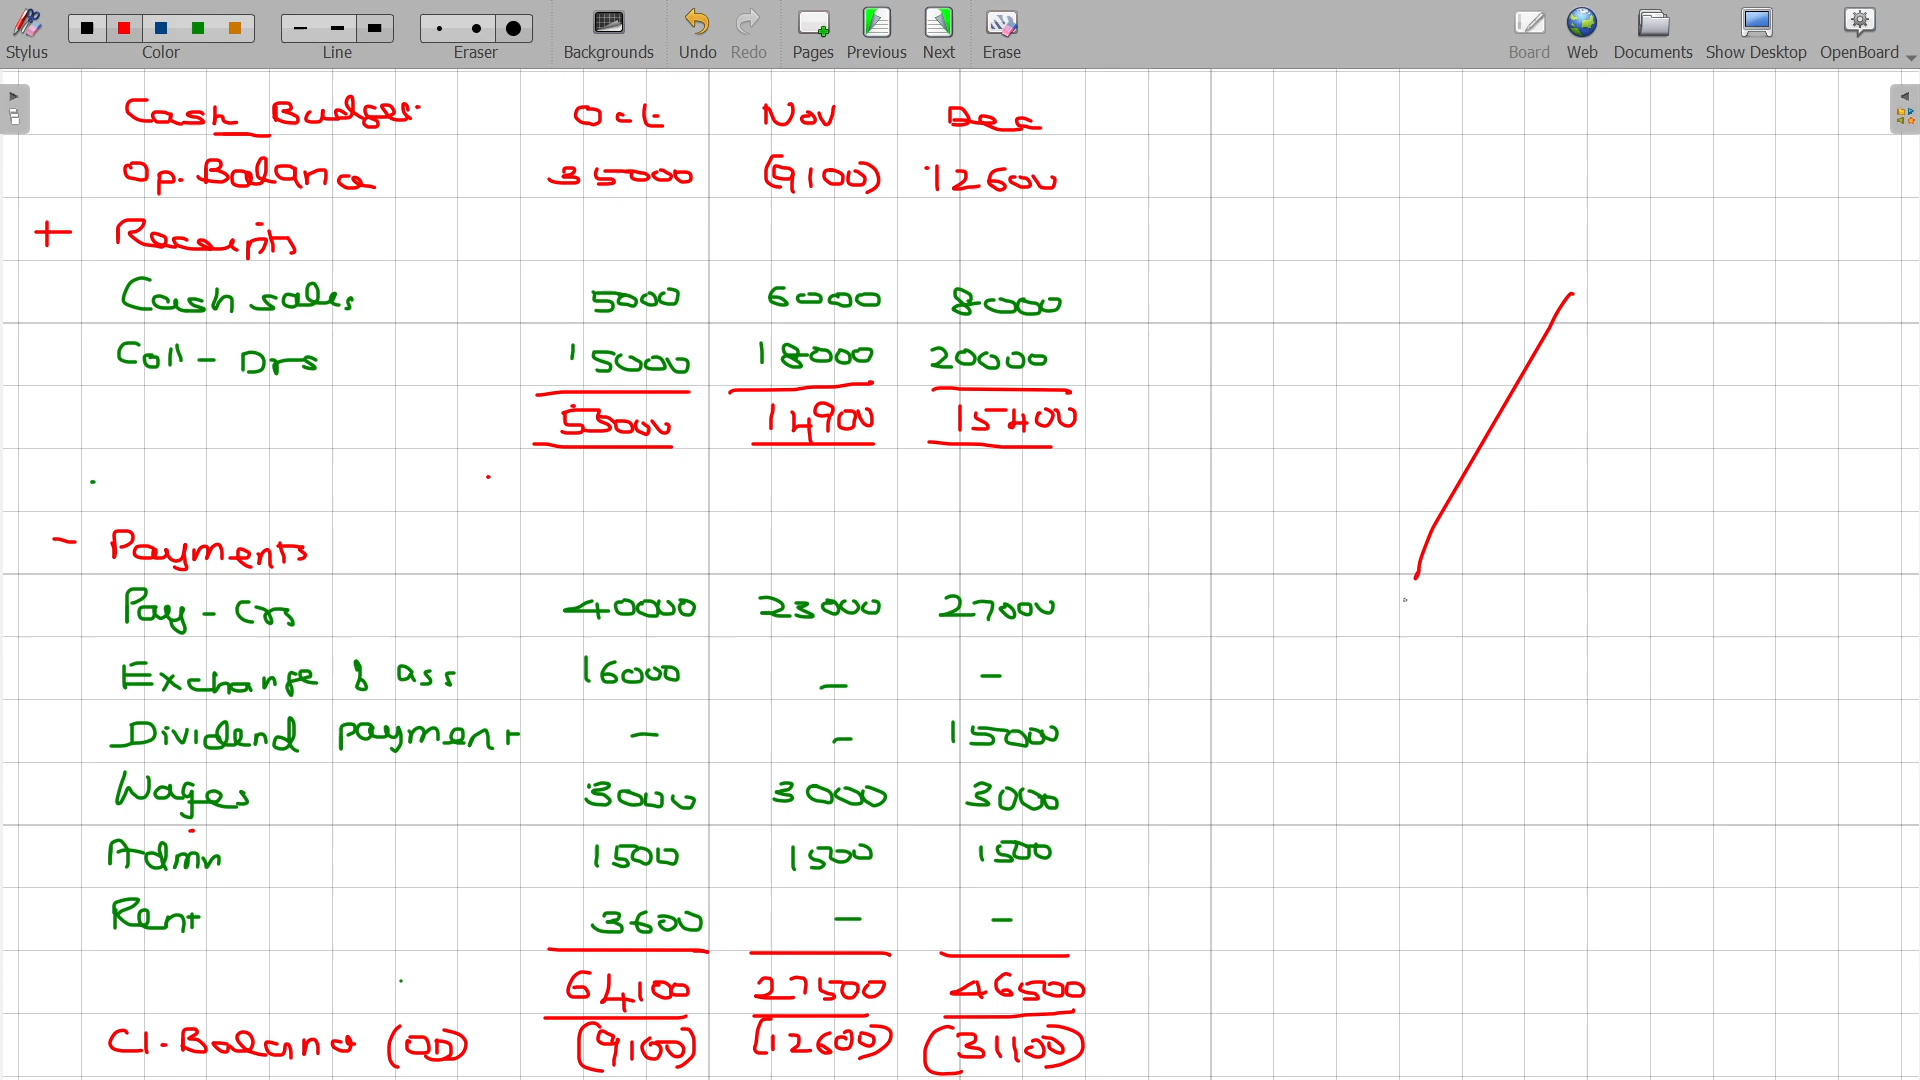 Stylus Color Line Eraser Backgrounds Undo Redo Pages Previous Next Erase Board Web Documents Show Desktop OpenBoard
Cash Budget Oct Nov Dec
Op. Balance 35000 (9100) 12600
+ Receipts
Cash sales 5000 6000 8000
Coll - Drs 15000 18000 20000
55000 14900 15400
- Payments
Pay - Crs 40000 23000 27000
Exchange & ass 16000 - -
Dividend payment - - 15000
Wages 3000 3000 3000
Admn 1500 1500 1500
Rent 3600 - -
64100 27500 46500
Cl. Balance (OD) (9100) (12600) (31100)